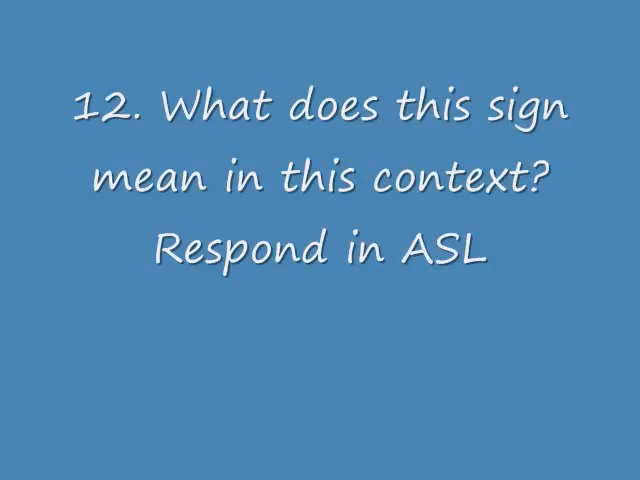 12. What does this sign
mean in this context?
Respond in ASL